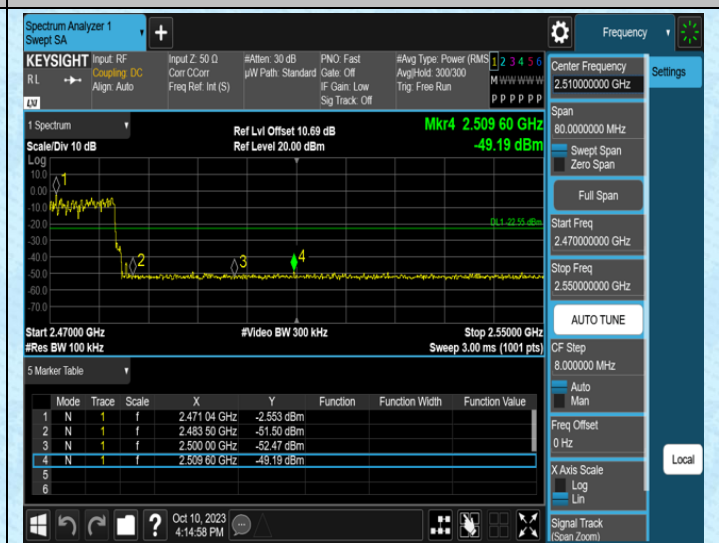 Spectrum Analyzer 1
Swept SA
+
Frequency
KEYSIGHT Input: RF Input Z: 50 Ω #Atten: 30 dB PNO: Fast #Avg Type: Power (RMS 1 2 3 4 5 6
RL Coupling: DC Corr CCorr µW Path: Standard Gate: Off Avg|Hold: 300/300 M W W W W W
Align: Auto Freq Ref: Int (S) IF Gain: Low Trig: Free Run
Sig Track: Off P P P P P P
LXI
1 Spectrum
Ref Lvl Offset 10.69 dB Mkr4 2.509 60 GHz
Scale/Div 10 dB Ref Level 20.00 dBm -49.19 dBm
Log
10.0
0.00
-10.0
-20.0
-30.0
-40.0
-50.0
-60.0
-70.0
1
2
3
4
DL1 -22.55 dBm
Start 2.47000 GHz #Video BW 300 kHz Stop 2.55000 GHz
#Res BW 100 kHz Sweep 3.00 ms (1001 pts)
5 Marker Table
Mode Trace Scale X Y Function Function Width Function Value
1 N 1 f 2.471 04 GHz -2.553 dBm
2 N 1 f 2.483 50 GHz -51.50 dBm
3 N 1 f 2.500 00 GHz -52.47 dBm
4 N 1 f 2.509 60 GHz -49.19 dBm
5
6
Oct 10, 2023
4:14:58 PM
?
Center Frequency
2.510000000 GHz
Settings
Span
80.0000000 MHz
Swept Span
Zero Span
Full Span
Start Freq
2.470000000 GHz
Stop Freq
2.550000000 GHz
AUTO TUNE
CF Step
8.000000 MHz
Auto
Man
Freq Offset
0 Hz
Local
X Axis Scale
Log
Lin
Signal Track
(Span Zoom)